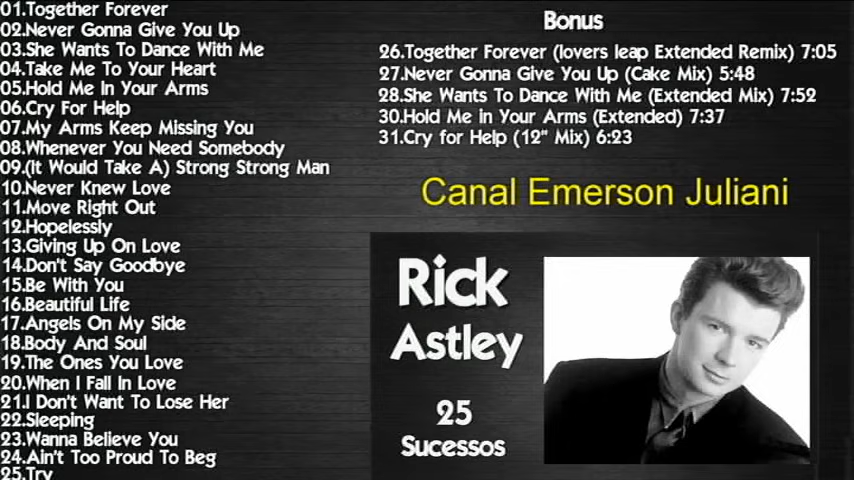 01.Together Forever
02.Never Gonna Give You Up
03.She Wants To Dance With Me
04.Take Me To Your Heart
05.Hold Me In Your Arms
06.Cry For Help
07.My Arms Keep Missing You
08.Whenever You Need Somebody
09.(It Would Take A) Strong Strong Man
10.Never Knew Love
11.Move Right Out
12.Hopelessly
13.Giving Up On Love
14.Don't Say Goodbye
15.Be With You
16.Beautiful Life
17.Angels On My Side
18.Body And Soul
19.The Ones You Love
20.When I Fall In Love
21.I Don't Want To Lose Her
22.Sleeping
23.Wanna Believe You
24.Ain't Too Proud To Beg
25.Try
Bonus
26.Together Forever (lovers leap Extended Remix) 7:05
27.Never Gonna Give You Up (Cake Mix) 5:48
28.She Wants To Dance With Me (Extended Mix) 7:52
30.Hold Me in Your Arms (Extended) 7:37
31.Cry for Help (12" Mix) 6:23
Canal Emerson Juliani
Rick
Astley
25
Sucessos